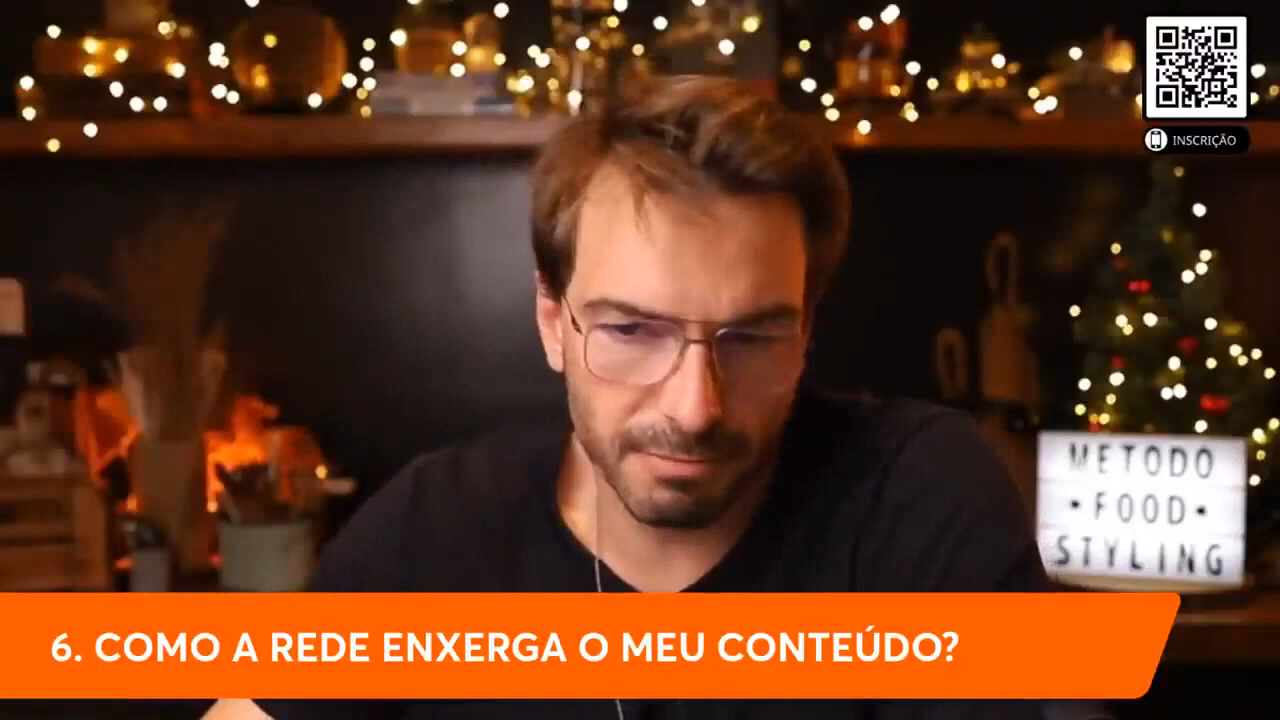 INSCRIÇÃO
METODO
•FOOD•
STYLING
6. COMO A REDE ENXERGA O MEU CONTEÚDO?